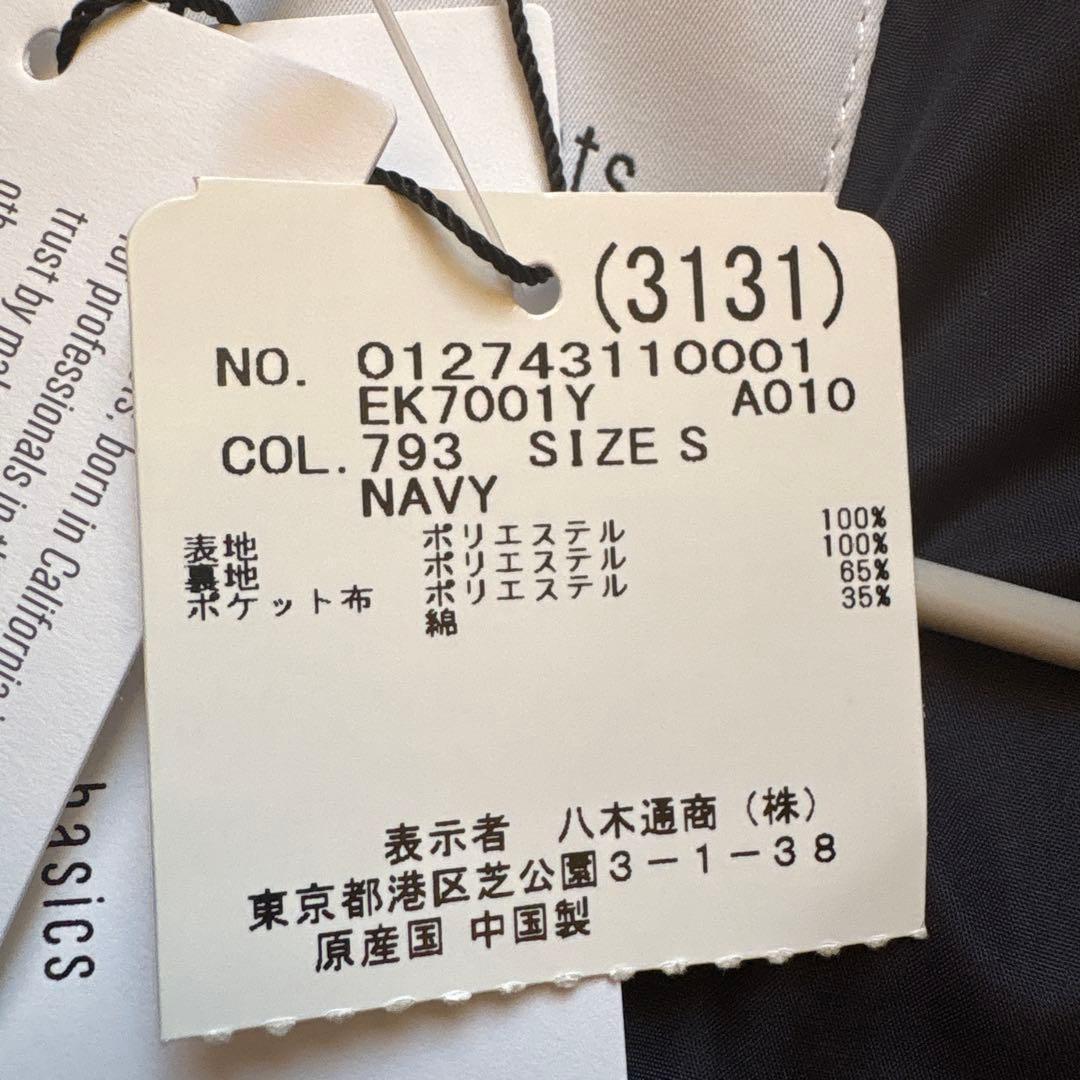 (3131)
NO. 012743110001
EK7001Y A010
COL. 793 SIZE S
NAVY
表地 ポリエステル 100%
裏地 ポリエステル 100%
ポケット布 ポリエステル 65%
綿 35%
表示者 八木通商(株)
東京都港区芝公園3-1-38
原産国 中国製
professionals
born in California
trust by
professionals in
basics
ts